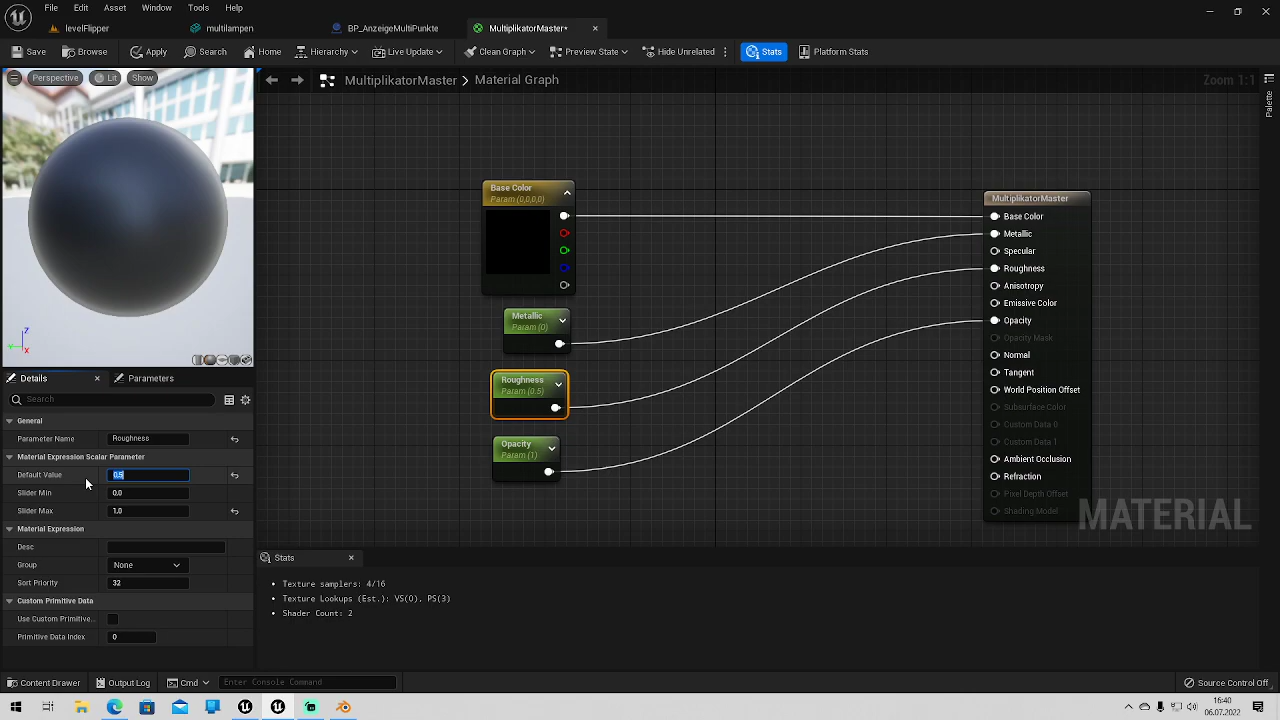 File Edit Asset Window Tools Help
levelFlipper multilampen BP_AnzeigeMultiPunkte MultiplikatorMaster*
Save Browse Apply Search Home Hierarchy Live Update Clean Graph Preview State Hide Unrelated Stats Platform Stats
Perspective Lit Show
MultiplikatorMaster > Material Graph Zoom 1:1
Palette
Base Color
Param (0,0,0,0)
Metallic
Param (0)
Roughness
Param (0.5)
Opacity
Param (1)
MultiplikatorMaster
Base Color
Metallic
Specular
Roughness
Anisotropy
Emissive Color
Opacity
Opacity Mask
Normal
Tangent
World Position Offset
Subsurface Color
Custom Data 0
Custom Data 1
Ambient Occlusion
Refraction
Pixel Depth Offset
Shading Model
MATERIAL
Z
Y
X
Details Parameters
Search
General
Parameter Name Roughness
Material Expression Scalar Parameter
Default Value 0.5
Slider Min 0.0
Slider Max 1.0
Material Expression
Desc
Group None
Sort Priority 32
Custom Primitive Data
Use Custom Primitive..
Primitive Data Index 0
Stats
Texture samplers: 4/16
Texture Lookups (Est.): VS(0), PS(3)
Shader Count: 2
Content Drawer Output Log Cmd Enter Console Command Source Control Off
16:40
06.07.2022